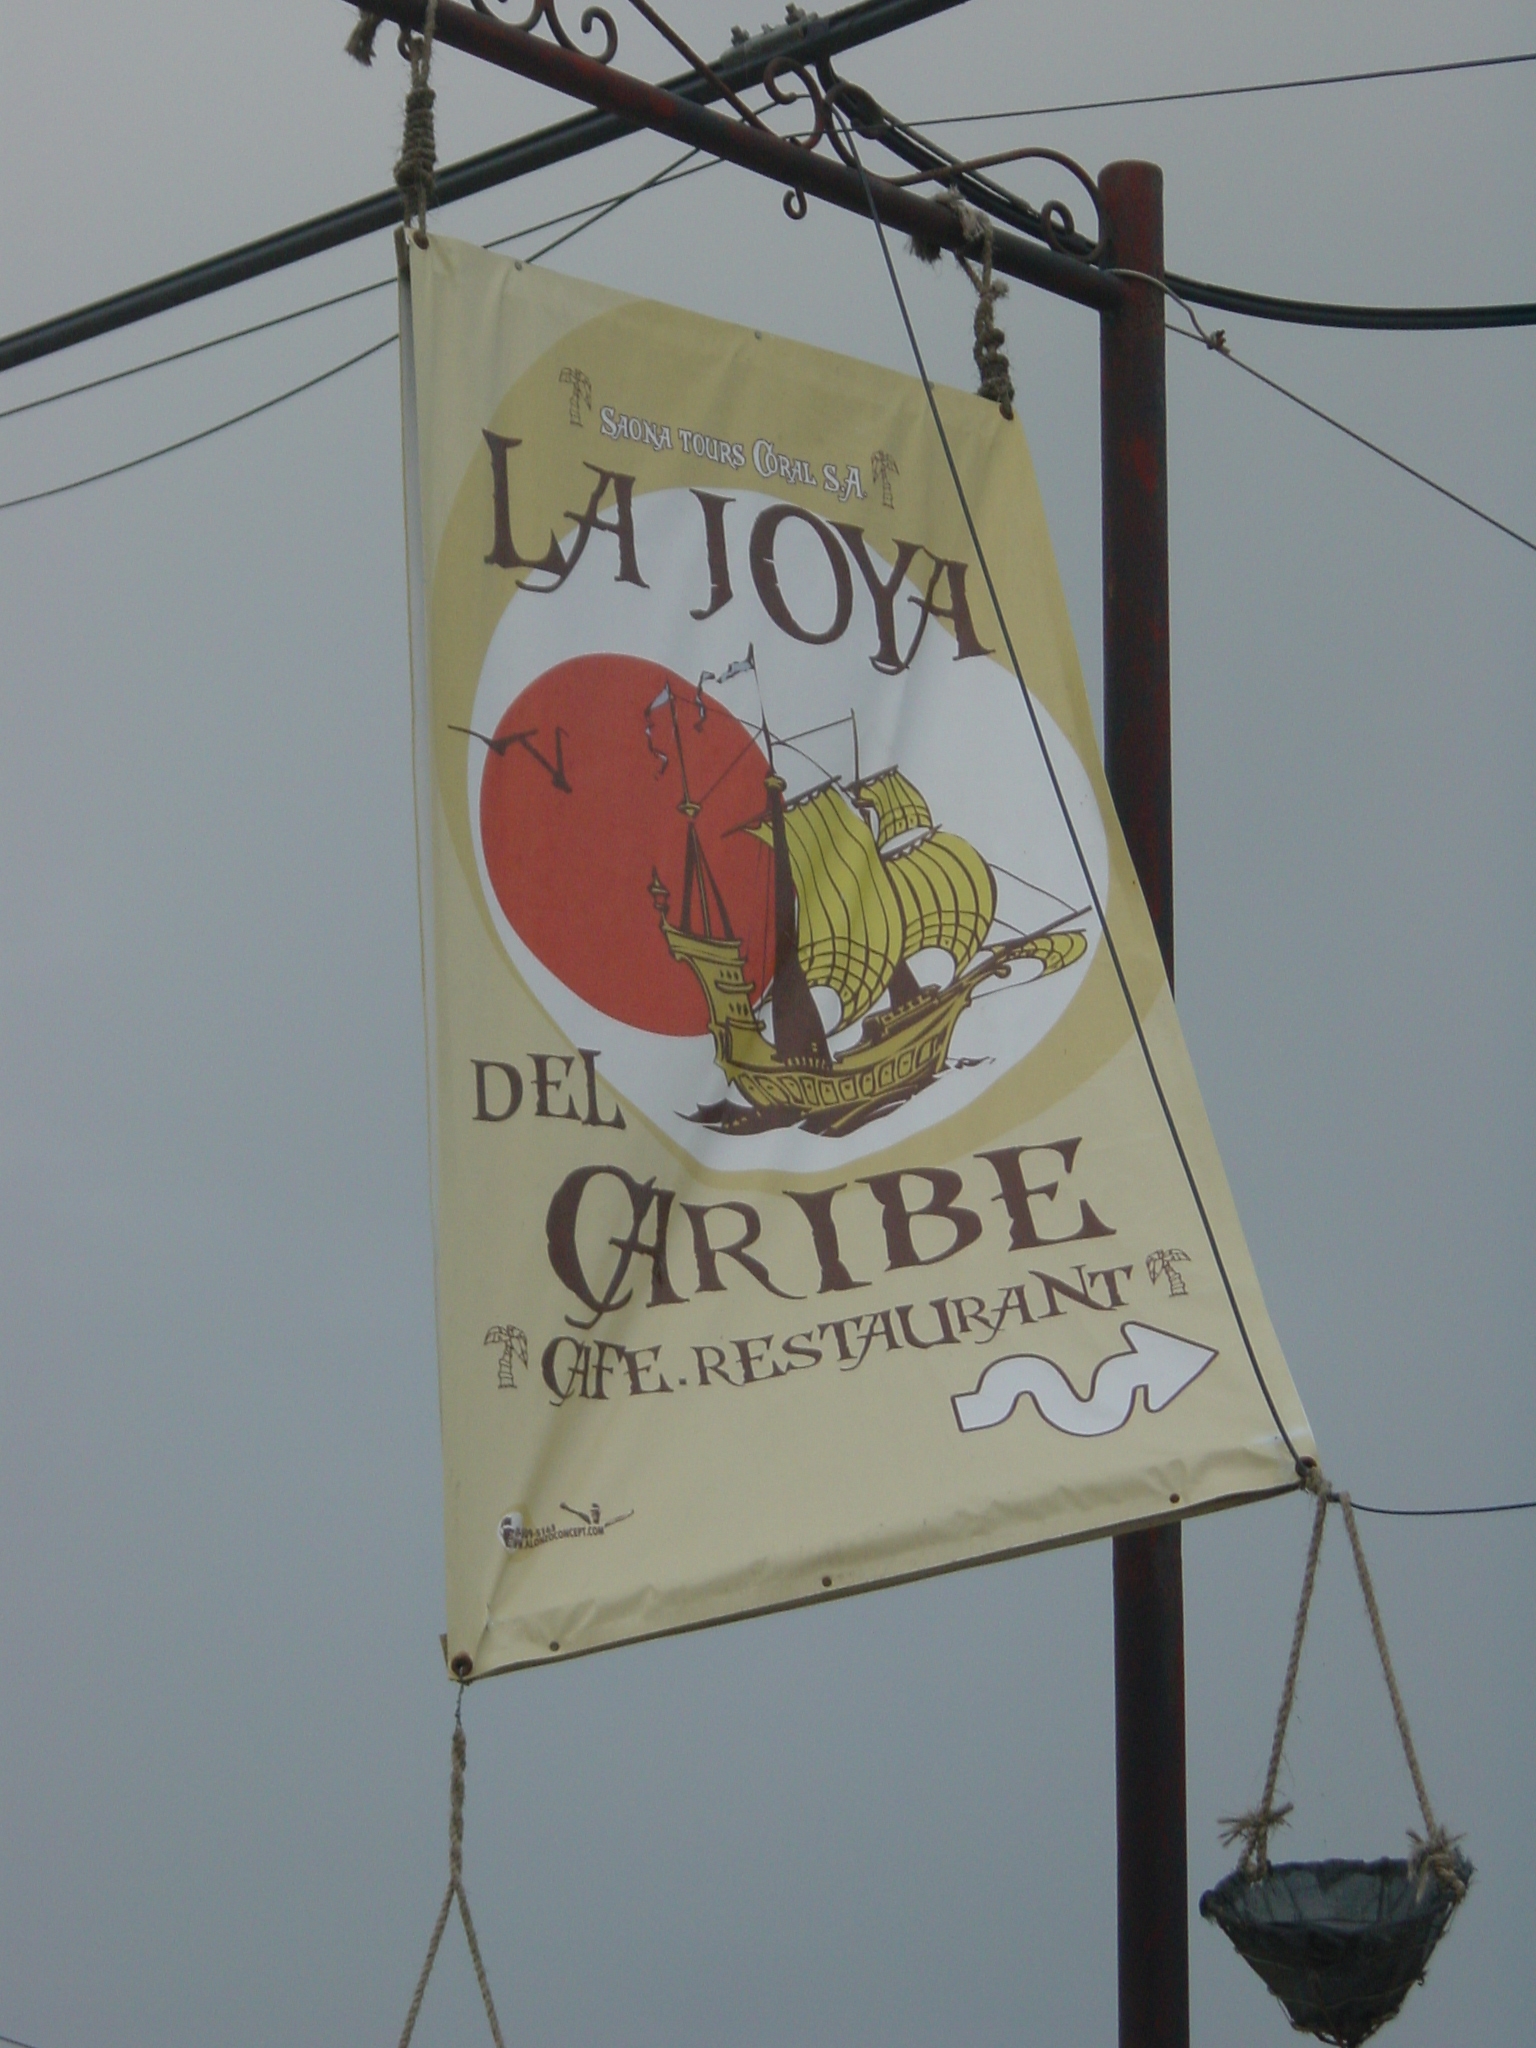 SAONA TOURS CORAL S.A.
LA JOYA
DEL
CARIBE
CAFE.RESTAURANT